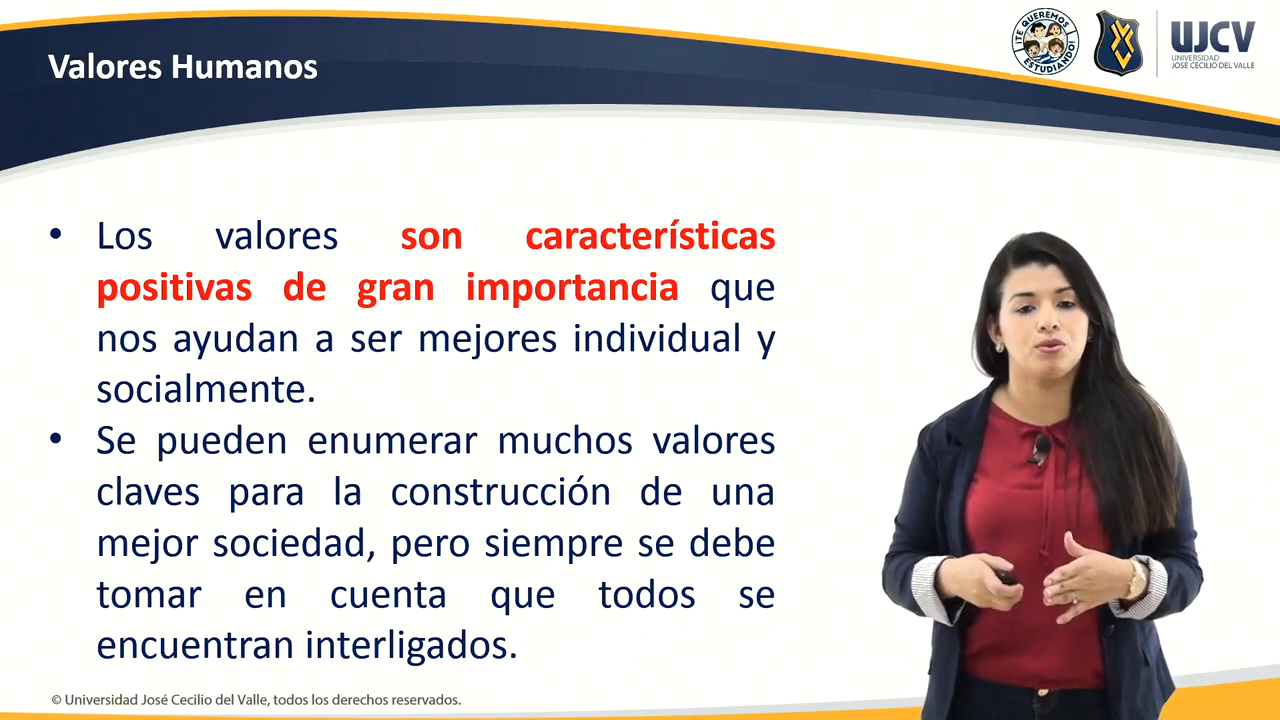 Valores Humanos
¡TE QUEREMOS
ESTUDIANDO!
UJCV
UNIVERSIDAD
JOSÉ CECILIO DEL VALLE
• Los valores son características
positivas de gran importancia que
nos ayudan a ser mejores individual y
socialmente.
• Se pueden enumerar muchos valores
claves para la construcción de una
mejor sociedad, pero siempre se debe
tomar en cuenta que todos se
encuentran interligados.
© Universidad José Cecilio del Valle, todos los derechos reservados.